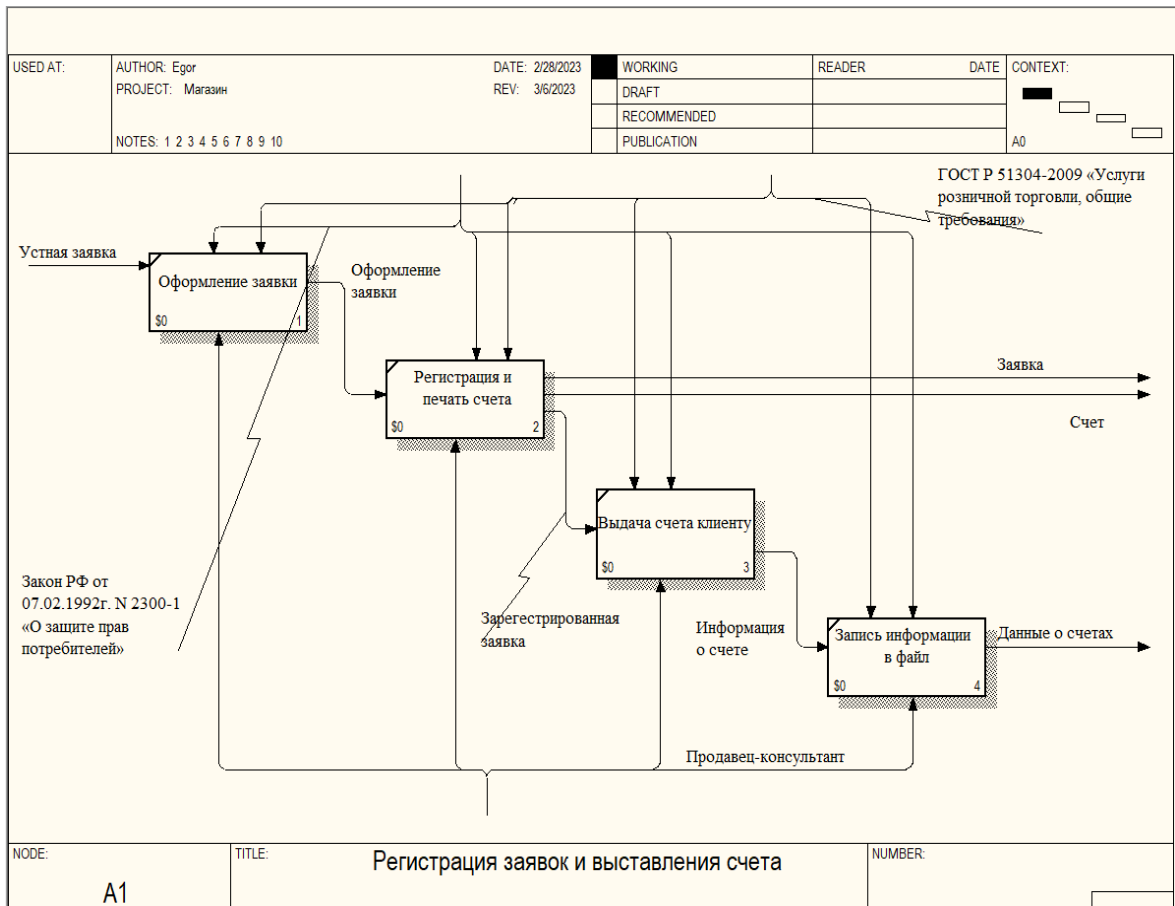 USED AT:
AUTHOR: Egor
DATE: 2/28/2023
WORKING
READER
DATE
CONTEXT:
PROJECT: Магазин
REV: 3/6/2023
DRAFT
RECOMMENDED
NOTES: 1 2 3 4 5 6 7 8 9 10
PUBLICATION
A0
ГОСТ Р 51304-2009 «Услуги
розничной торговли, общие
требования»
Устная заявка
Оформление заявки
$0
1
Оформление
заявки
Регистрация и
печать счета
$0
2
Заявка
Счет
Выдача счета клиенту
$0
3
Закон РФ от
07.02.1992г. N 2300-1
«О защите прав
потребителей»
Зарегестрированная
заявка
Информация
о счете
Запись информации
в файл
$0
4
Данные о счетах
Продавец-консультант
NODE:
A1
TITLE:
Регистрация заявок и выставления счета
NUMBER: